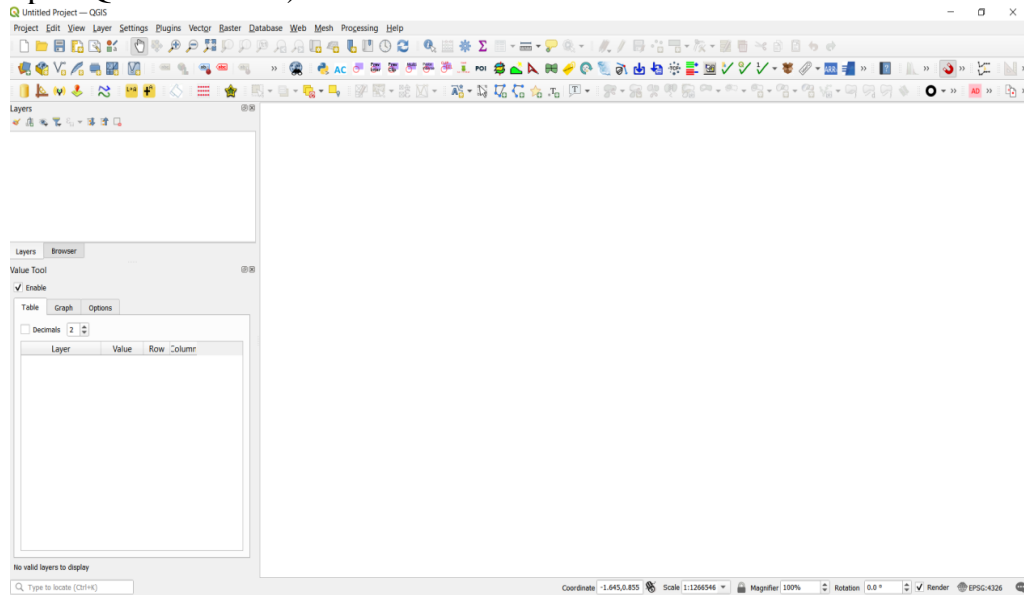 Untitled Project — QGIS
Project Edit View Layer Settings Plugins Vector Raster Database Web Mesh Processing Help
AC POI
Layers
Layers Browser
Value Tool
Enable
Table Graph Options
Decimals 2
Layer Value Row Column
No valid layers to display
Type to locate (Ctrl+K) Coordinate -1.645,0.855 Scale 1:1266546 Magnifier 100% Rotation 0.0 ° Render EPSG:4326